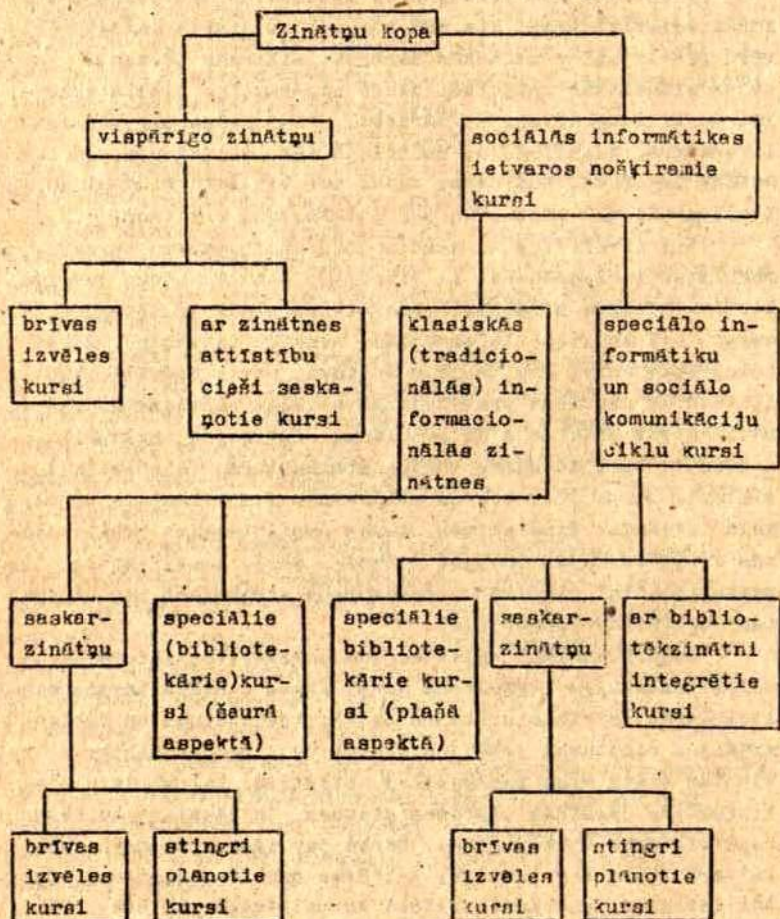 Zinātņu kopa
vispārīgo zinātņu
sociālās informātikas
ietvaros nošķiramie
kursi
brīvas
izvēles
kursi
ar zinātnes
attīstību
cieši saska-
ņotie kursi
klasiskās
(tradicio-
nālās) in-
formacio-
nālās zi-
nātnes
speciālo in-
formātiku
un sociālo
komunikāciju
ciklu kursi
saskar-
zinātņu
speciālie
(bibliote-
kārie)kur-
si (šaurā
aspektā)
speciālie
bibliote-
kārie kur-
si (plašā
aspektā)
saskar-
zinātņu
ar biblio-
tēkzinātni
integrētie
kursi
brīvas
izvēles
kursi
stingri
plānotie
kursi
brīvas
izvēles
kursi
stingri
plānotie
kursi